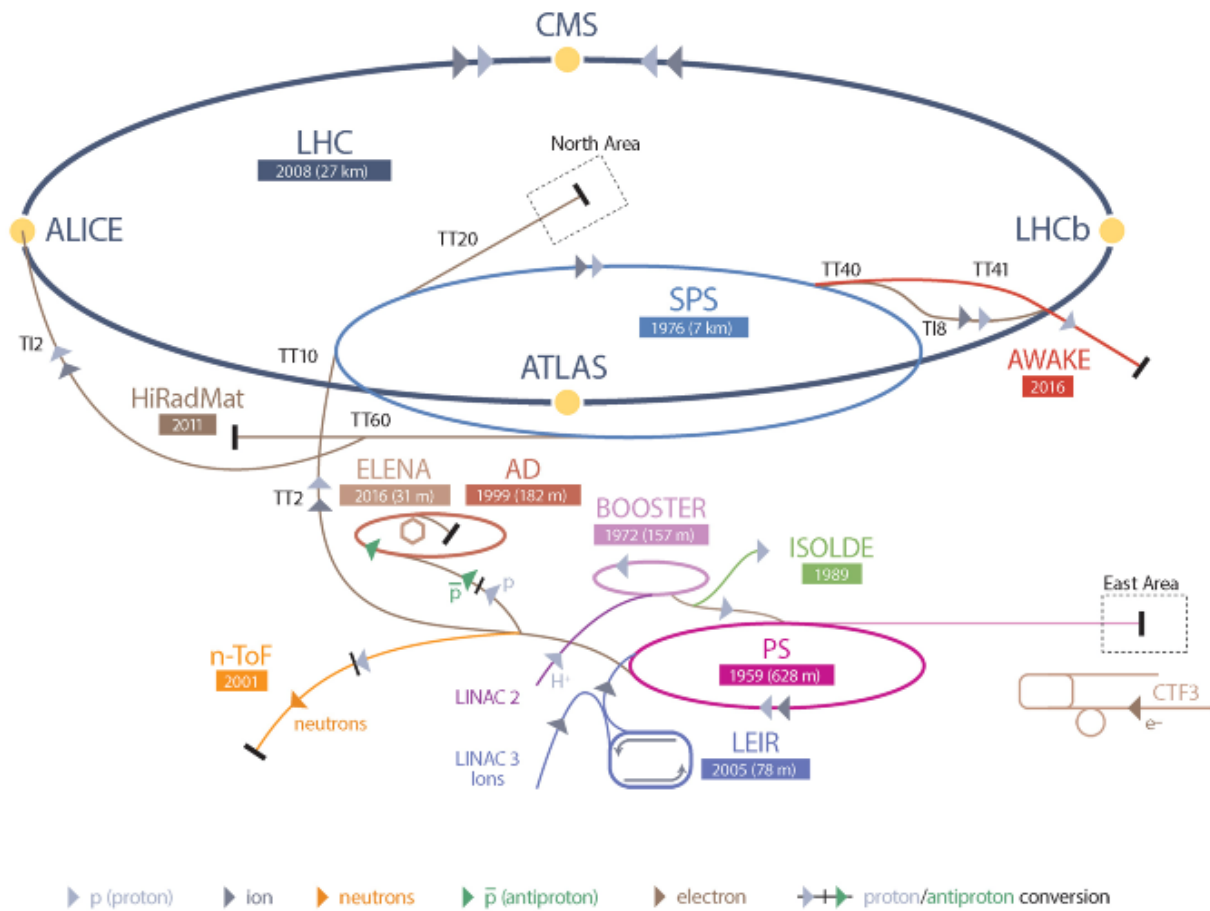 CMS
LHC
2008 (27 km)
North Area
ALICE
TT20
LHCb
TT40
TT41
SPS
1976 (7 km)
TI2
TT10
TI8
ATLAS
AWAKE
2016
HiRadMat
2011
TT60
ELENA
2016 (31 m)
AD
1999 (182 m)
TT2
BOOSTER
1972 (157 m)
ISOLDE
1989
p̅
p
East Area
n-ToF
2001
neutrons
PS
1959 (628 m)
H⁺
LINAC 2
CTF3
e−
LINAC 3
Ions
LEIR
2005 (78 m)
p (proton)
ion
neutrons
p̅ (antiproton)
electron
proton/antiproton conversion